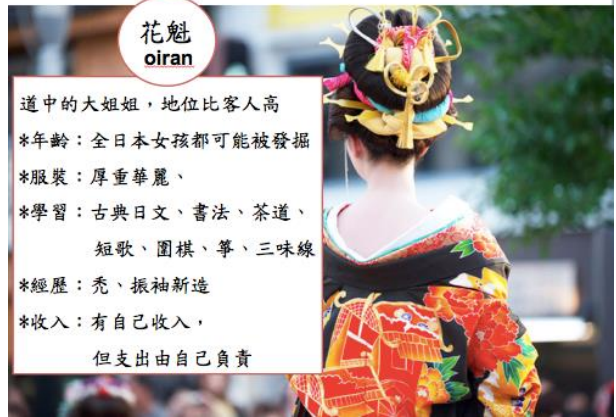 花魁
oiran
道中的大姐姐，地位比客人高
*年齡：全日本女孩都可能被發掘
*服裝：厚重華麗、
*學習：古典日文、書法、茶道、
短歌、圍棋、箏、三味線
*經歷：禿、振袖新造
*收入：有自己收入，
但支出由自己負責